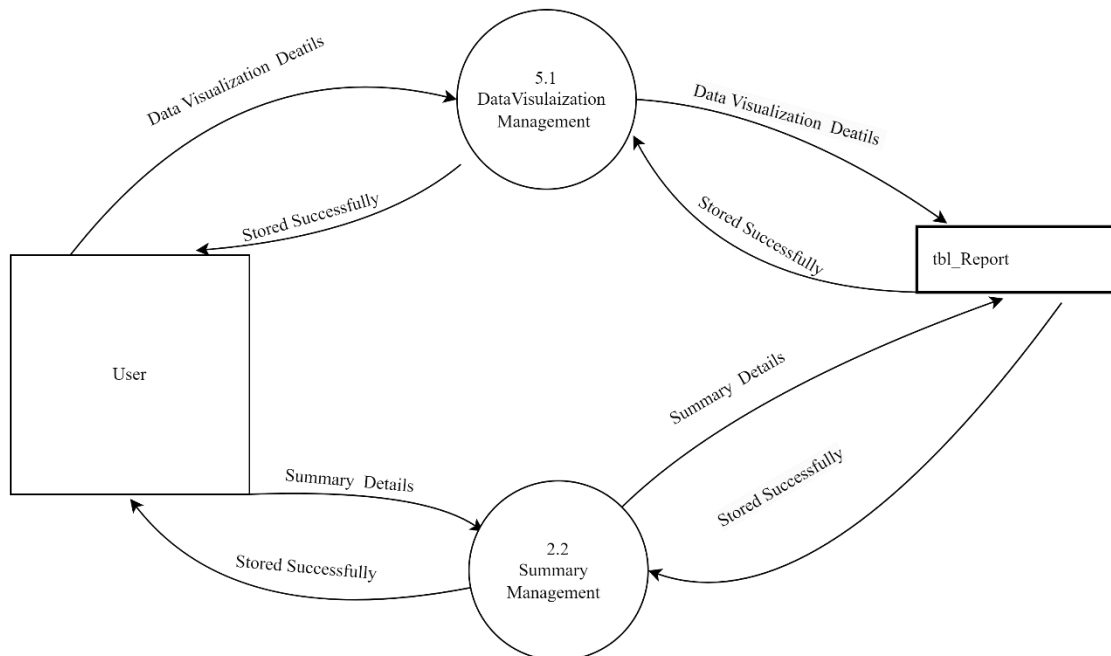 Data Visualization Deatils
5.1
DataVisulaization
Management
Data Visualization Deatils
Stored Successfully
Stored Successfully
tbl_Report
User
Summary Details
Summary Details
Stored Successfully
Stored Successfully
2.2
Summary
Management